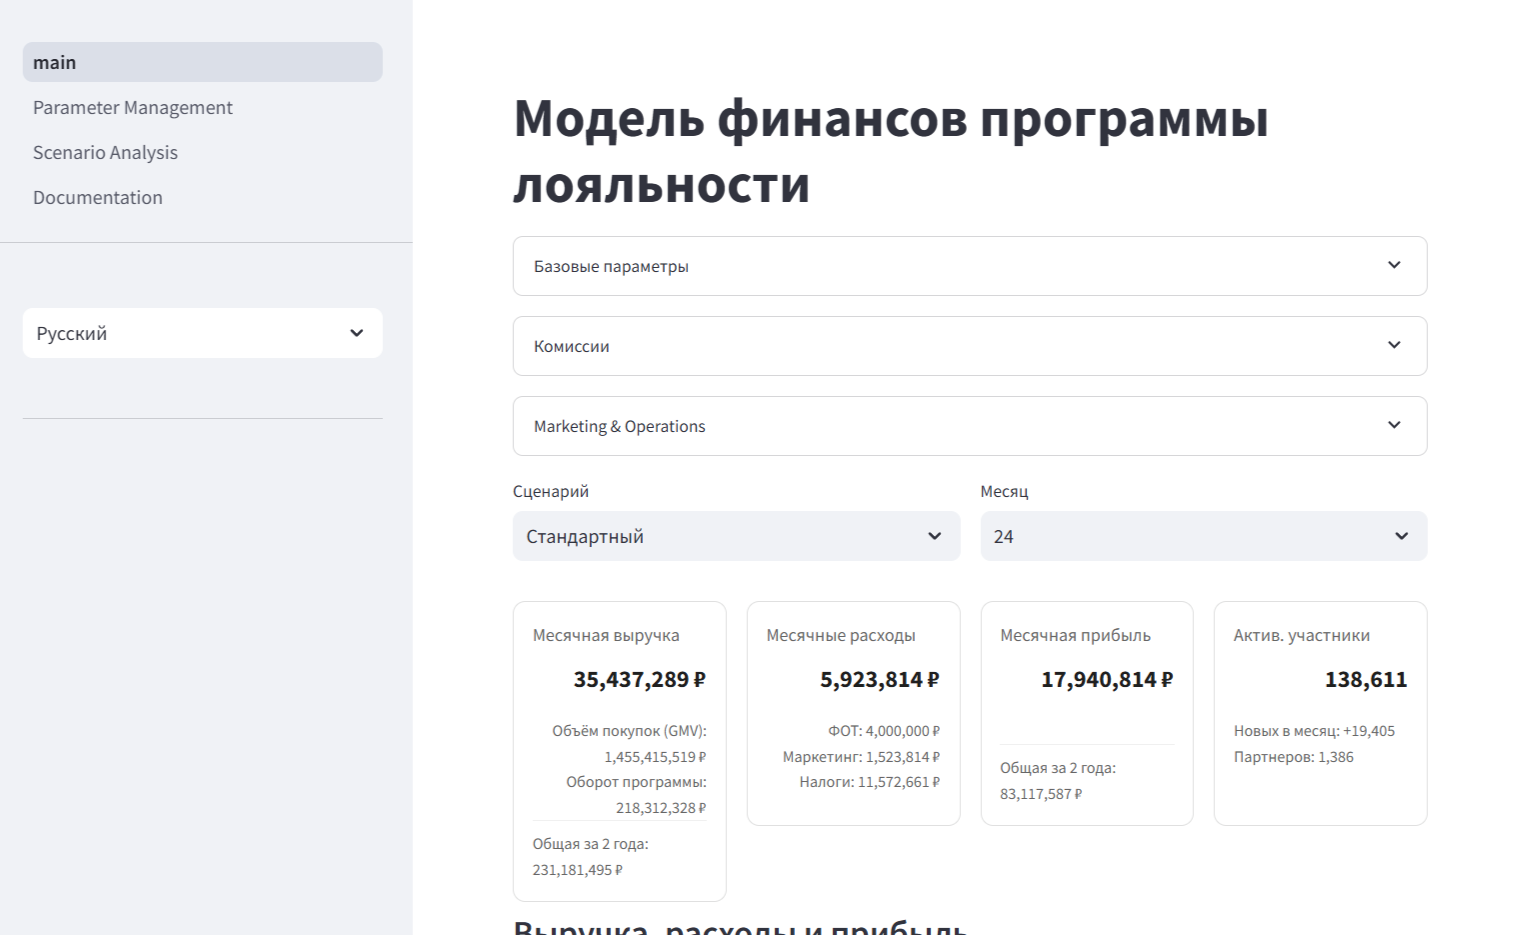 main
Parameter Management
Scenario Analysis
Documentation
Русский
Модель финансов программы
лояльности
Базовые параметры
Комиссии
Marketing & Operations
Сценарий
Месяц
Стандартный
24
Месячная выручка
35,437,289 ₽
Объём покупок (GMV):
1,455,415,519 ₽
Оборот программы:
218,312,328 ₽
Общая за 2 года:
231,181,495 ₽
Месячные расходы
5,923,814 ₽
ФОТ: 4,000,000 ₽
Маркетинг: 1,523,814 ₽
Налоги: 11,572,661 ₽
Месячная прибыль
17,940,814 ₽
Общая за 2 года:
83,117,587 ₽
Актив. участники
138,611
Новых в месяц: +19,405
Партнеров: 1,386
Выручка, расходы и прибыль